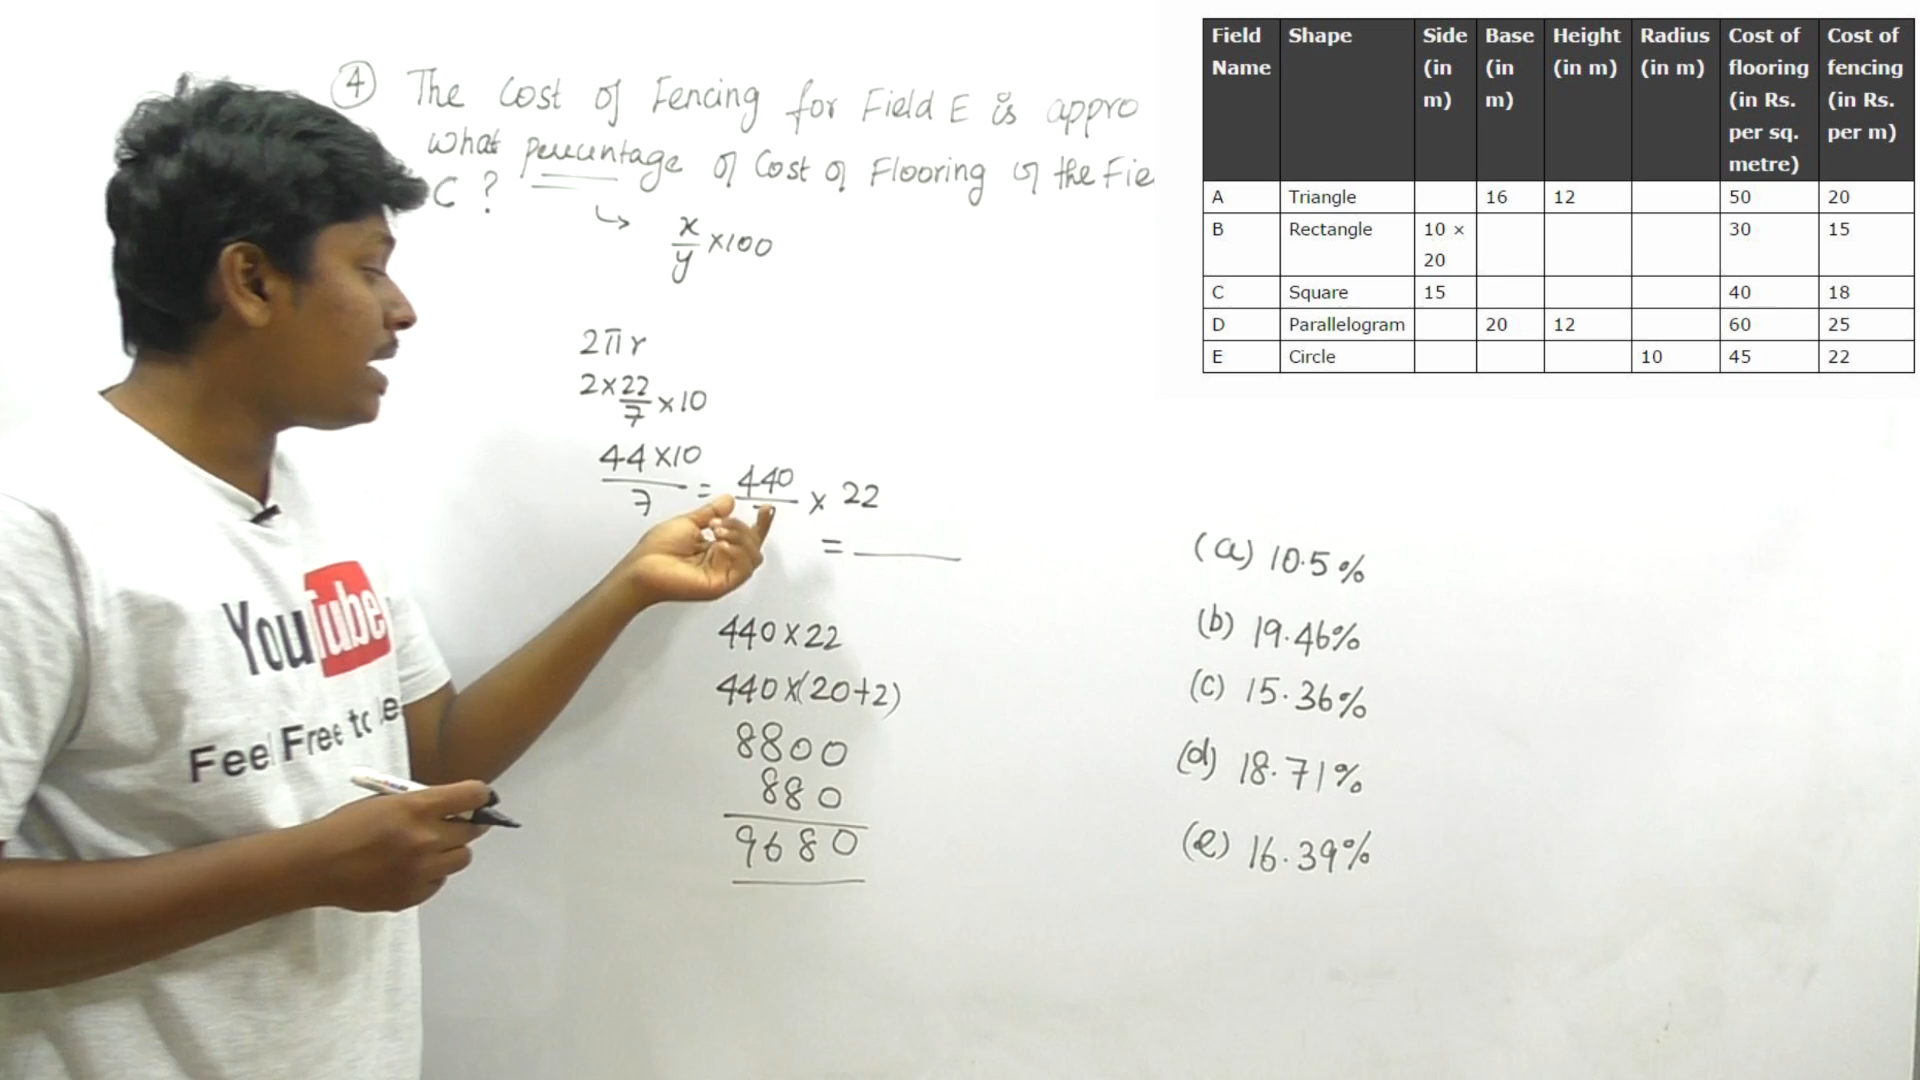 ④ The Cost of Fencing for Field E is appro
what percentage of Cost of Flooring of the Fie
C ?
x/y × 100
2πr
2 × 22/7 × 10
44 × 10/7 = 440/7 × 22
=
440 × 22
440 × (20+2)
8800
880
9680
(a) 10.5%
(b) 19.46%
(c) 15.36%
(d) 18.71%
(e) 16.39%
YouTube
Feel Free to
Field Name Shape Side (in m) Base (in m) Height (in m) Radius (in m) Cost of flooring (in Rs. per sq. metre) Cost of fencing (in Rs. per m)
A Triangle 16 12 50 20
B Rectangle 10 × 20 30 15
C Square 15 40 18
D Parallelogram 20 12 60 25
E Circle 10 45 22